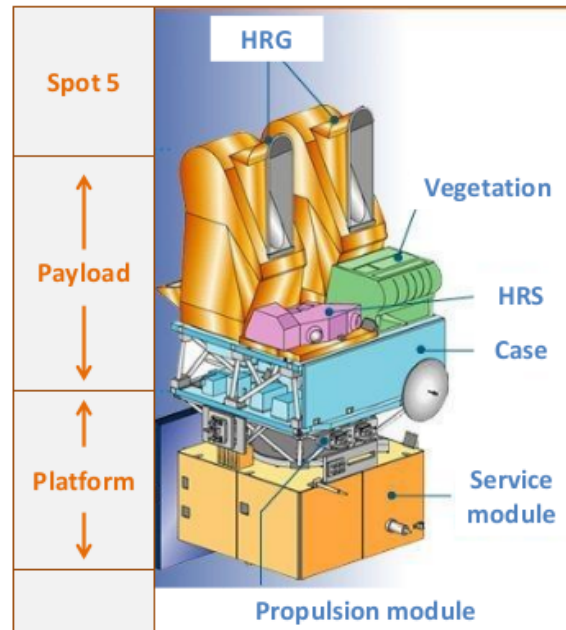 Spot 5
HRG
Payload
Vegetation
HRS
Case
Platform
Service
module
Propulsion module